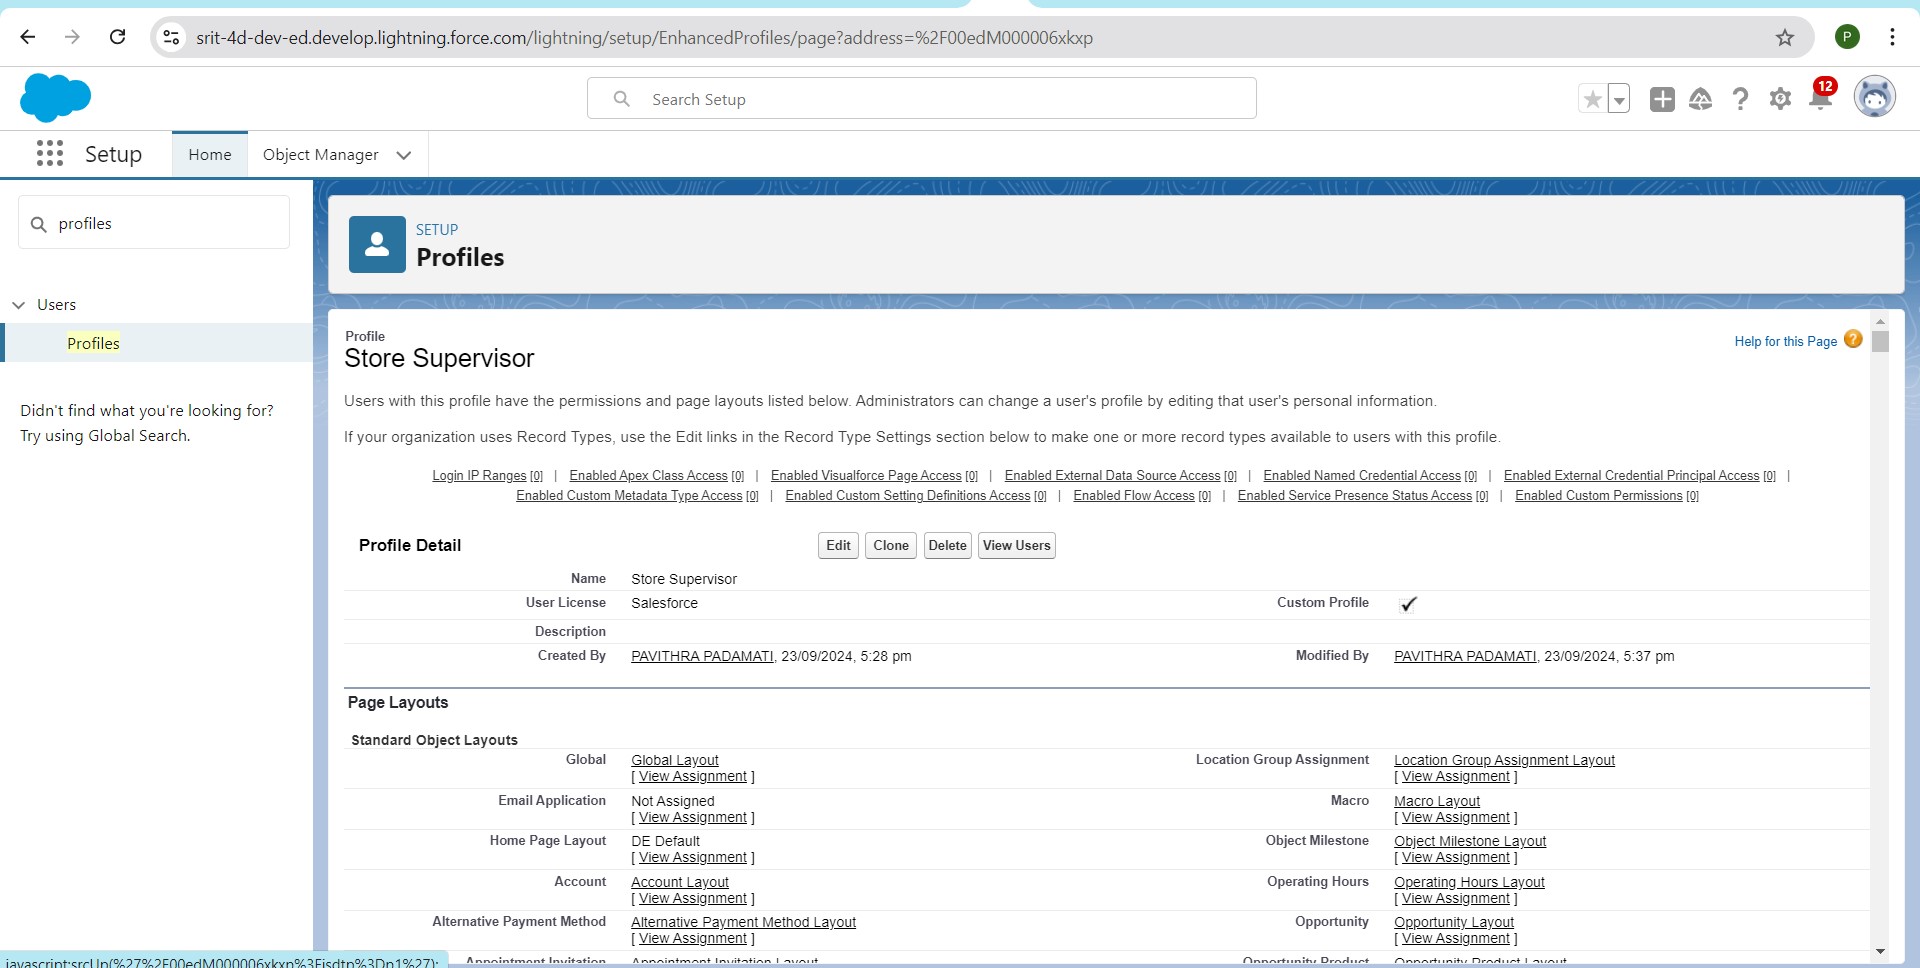 srit-4d-dev-ed.develop.lightning.force.com/lightning/setup/EnhancedProfiles/page?address=%2F00edM000006xkxp
P
Search Setup
12
Setup
Home
Object Manager
profiles
Users
Profiles
Didn't find what you're looking for?
Try using Global Search.
SETUP
Profiles
Profile
Store Supervisor
Help for this Page
?
Users with this profile have the permissions and page layouts listed below. Administrators can change a user's profile by editing that user's personal information.
If your organization uses Record Types, use the Edit links in the Record Type Settings section below to make one or more record types available to users with this profile.
Login IP Ranges [0] | Enabled Apex Class Access [0] | Enabled Visualforce Page Access [0] | Enabled External Data Source Access [0] | Enabled Named Credential Access [0] | Enabled External Credential Principal Access [0] |
Enabled Custom Metadata Type Access [0] | Enabled Custom Setting Definitions Access [0] | Enabled Flow Access [0] | Enabled Service Presence Status Access [0] | Enabled Custom Permissions [0]
Profile Detail Edit Clone Delete View Users
Name Store Supervisor
User License Salesforce Custom Profile ✓
Description
Created By PAVITHRA PADAMATI, 23/09/2024, 5:28 pm Modified By PAVITHRA PADAMATI, 23/09/2024, 5:37 pm
Page Layouts
Standard Object Layouts
Global Global Layout Location Group Assignment Location Group Assignment Layout
[ View Assignment ] [ View Assignment ]
Email Application Not Assigned Macro Macro Layout
[ View Assignment ] [ View Assignment ]
Home Page Layout DE Default Object Milestone Object Milestone Layout
[ View Assignment ] [ View Assignment ]
Account Account Layout Operating Hours Operating Hours Layout
[ View Assignment ] [ View Assignment ]
Alternative Payment Method Alternative Payment Method Layout Opportunity Opportunity Layout
[ View Assignment ] [ View Assignment ]
Appointment Invitation Appointment Invitation Layout Opportunity Product Opportunity Product Layout
javascript:srcUp(%27%2F00edM000006xkxp%3Fisdtp%3Dp1%27);